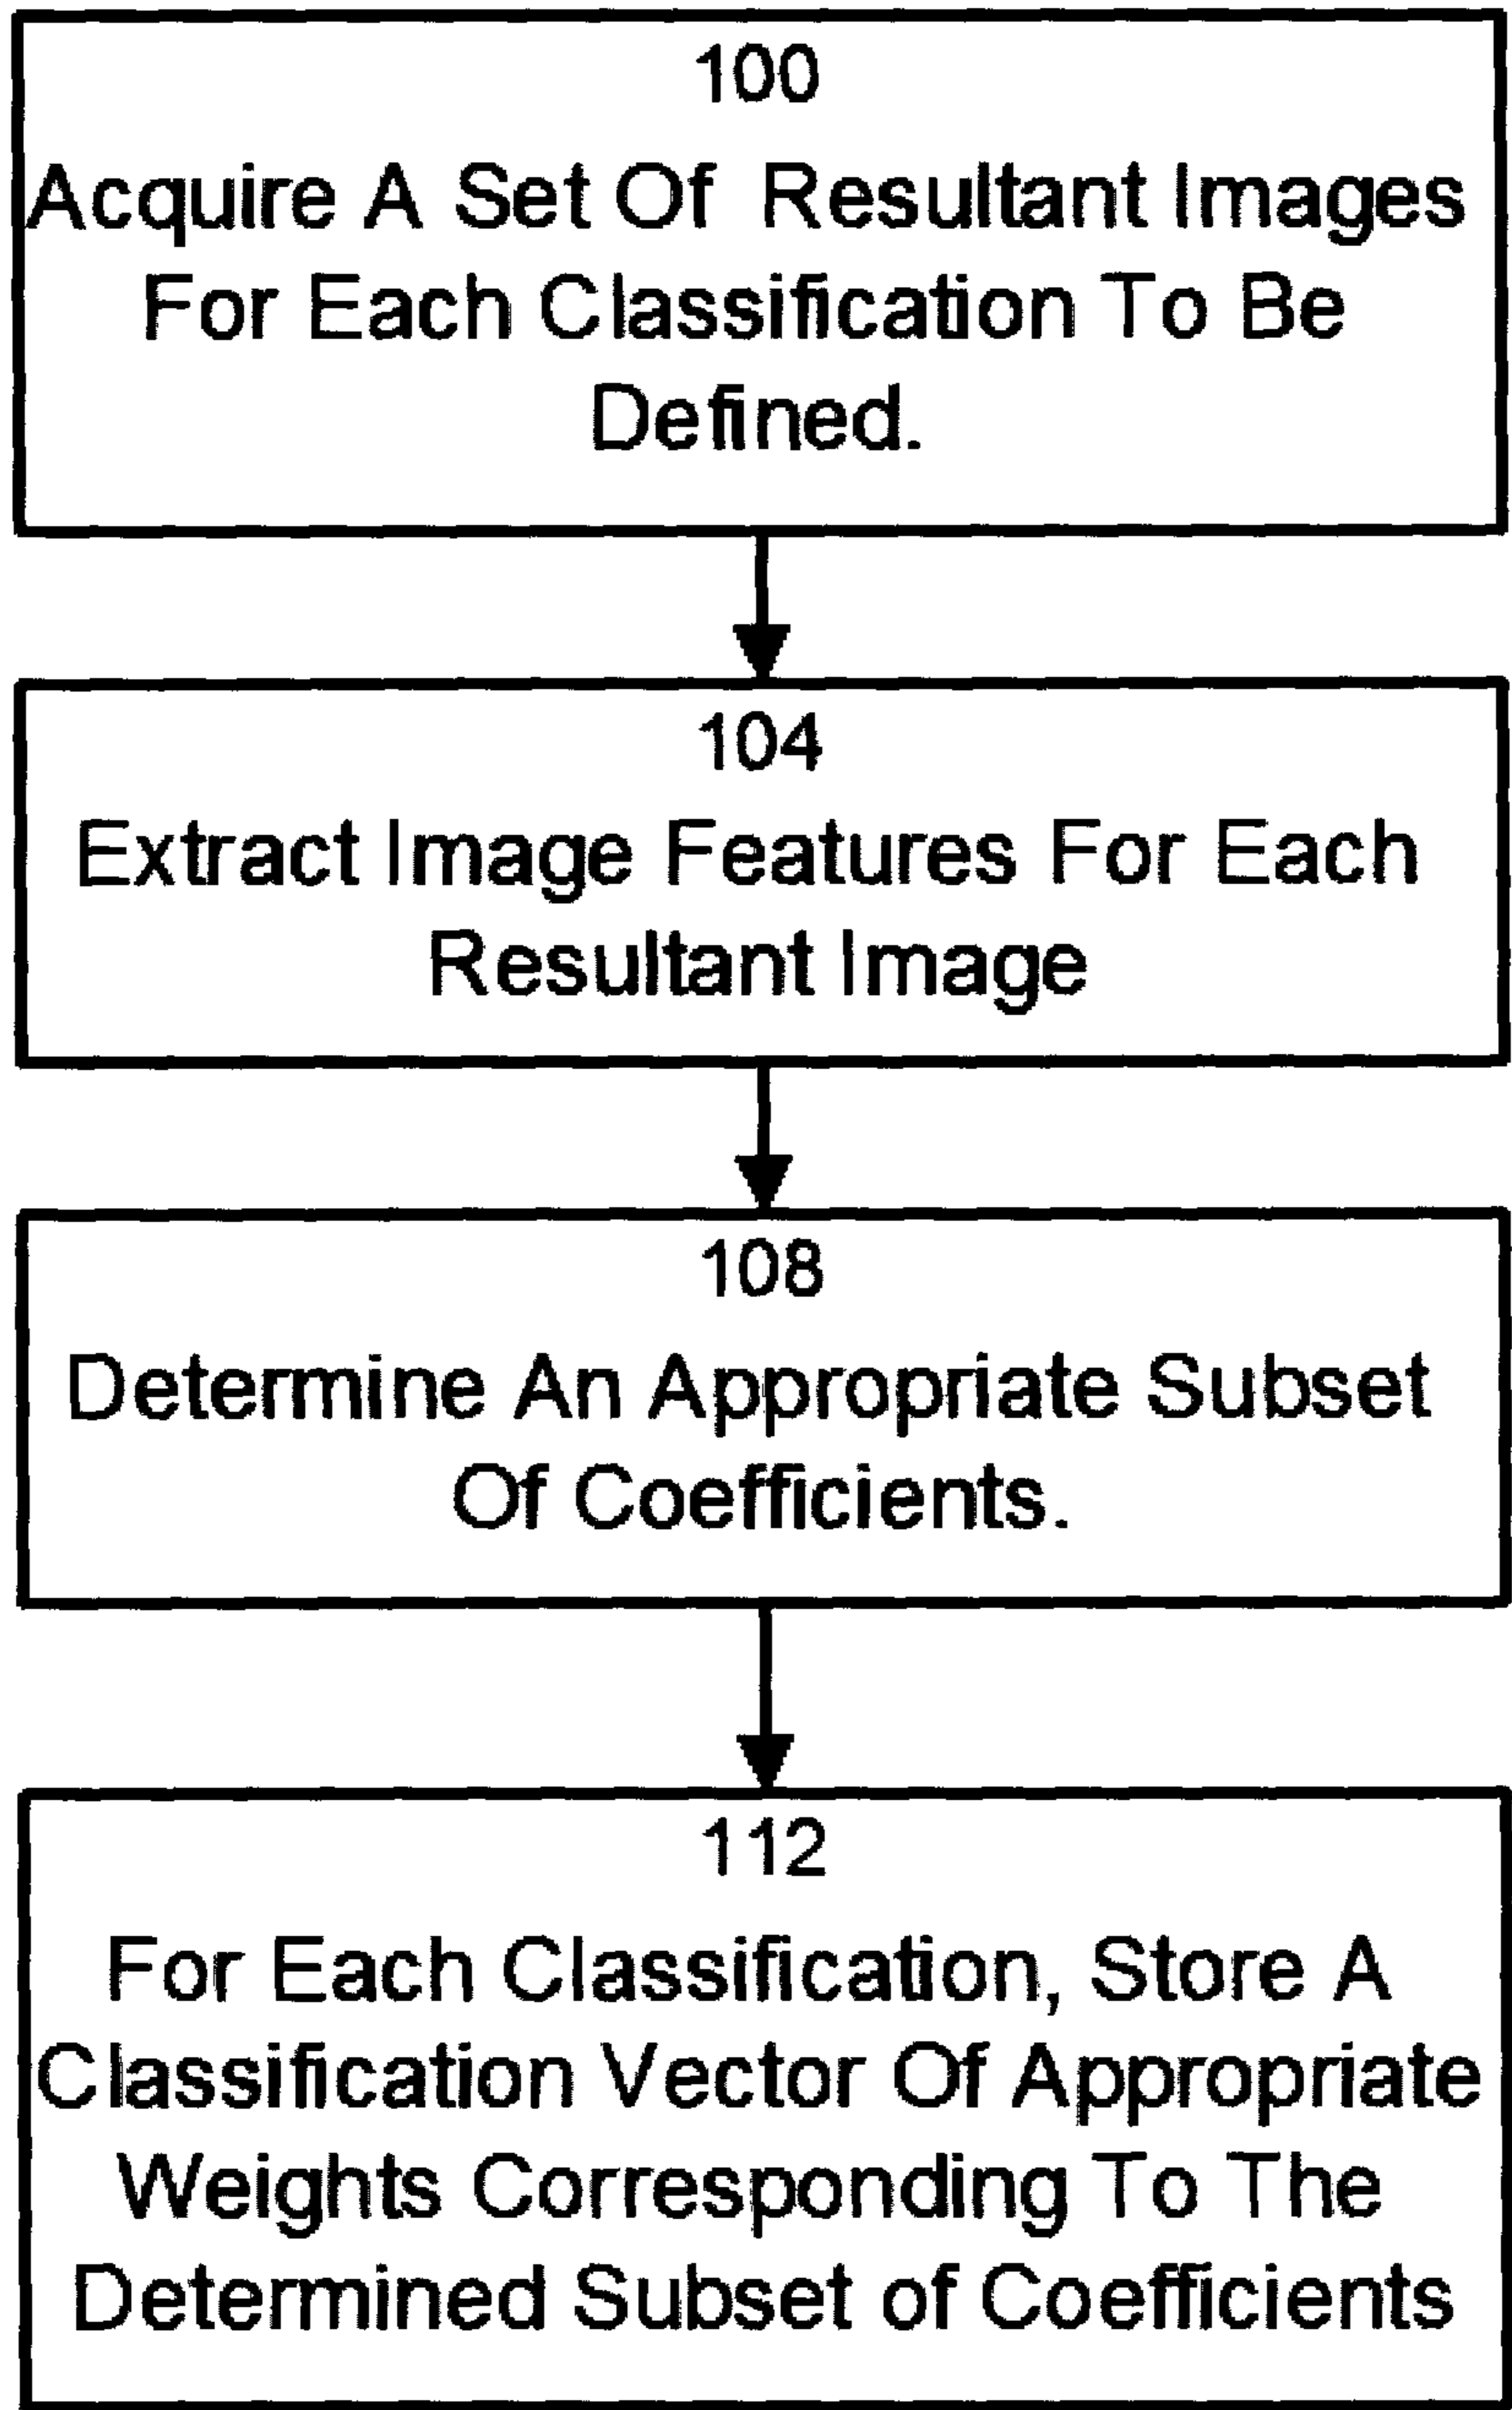 100
Acquire A Set Of Resultant Images
For Each Classification To Be
Defined.
104
Extract Image Features For Each
Resultant Image
108
Determine An Appropriate Subset
Of Coefficients.
112
For Each Classification, Store A
Classification Vector Of Appropriate
Weights Corresponding To The
Determined Subset of Coefficients